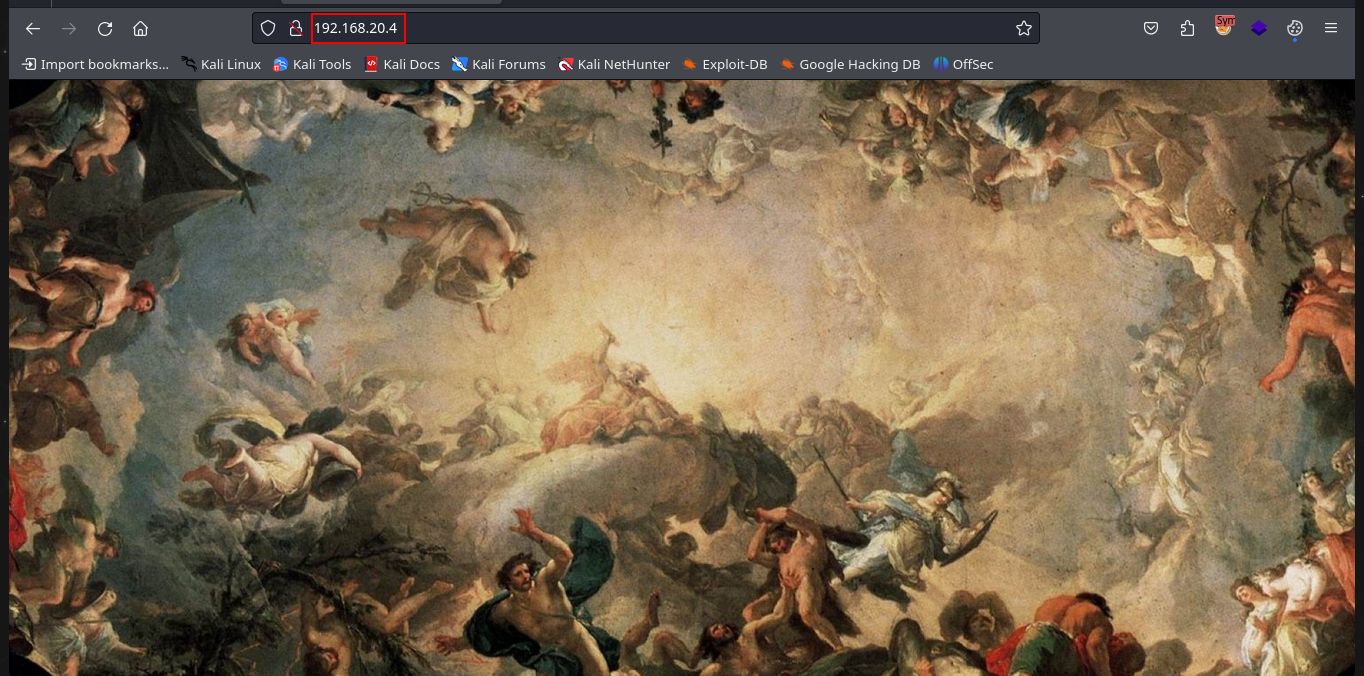 192.168.20.4
Sym
Import bookmarks... Kali Linux Kali Tools Kali Docs Kali Forums Kali NetHunter Exploit-DB Google Hacking DB OffSec